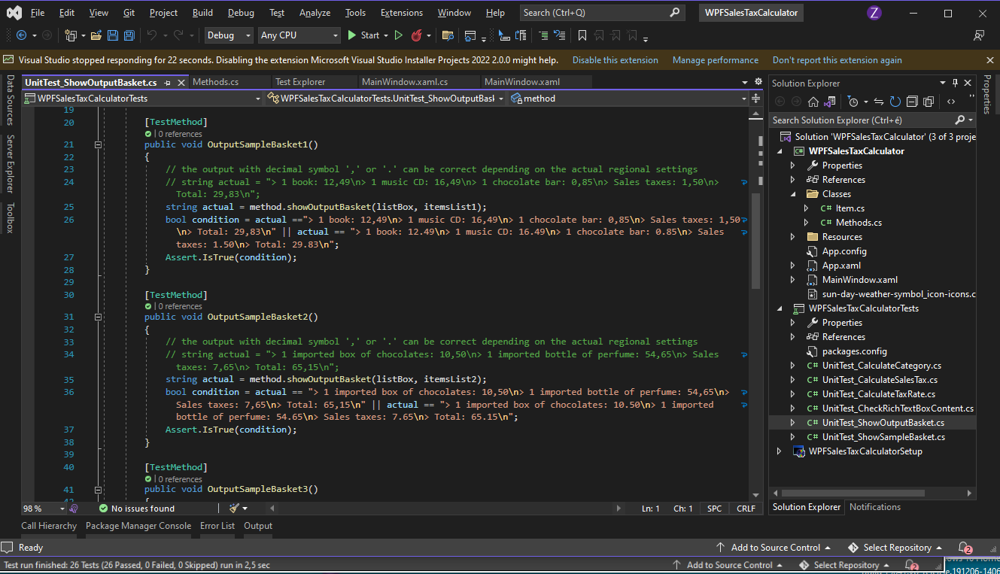 File Edit View Git Project Build Debug Test Analyze Tools Extensions Window Help Search (Ctrl+Q) WPFSalesTaxCalculator Z
Debug Any CPU Start
Visual Studio stopped responding for 22 seconds. Disabling the extension Microsoft Visual Studio Installer Projects 2022 2.0.0 might help. Disable this extension Manage performance Don't report this extension again
Data Sources
Server Explorer
Toolbox
UnitTest_ShowOutputBasket.cs Methods.cs Test Explorer MainWindow.xaml.cs MainWindow.xaml
WPFSalesTaxCalculatorTests WPFSalesTaxCalculatorTests.UnitTest_ShowOutputBask method
19
20 [TestMethod]
| 0 references
21 public void OutputSampleBasket1()
22 {
23 // the output with decimal symbol ',' or '.' can be correct depending on the actual regional settings
24 // string actual = "> 1 book: 12,49\n> 1 music CD: 16,49\n> 1 chocolate bar: 0,85\n> Sales taxes: 1,50\n>
Total: 29,83\n";
25 string actual = method.showOutputBasket(listBox, itemsList1);
26 bool condition = actual =="> 1 book: 12,49\n> 1 music CD: 16,49\n> 1 chocolate bar: 0,85\n> Sales taxes: 1,50
\n> Total: 29,83\n" || actual == "> 1 book: 12.49\n> 1 music CD: 16.49\n> 1 chocolate bar: 0.85\n> Sales
taxes: 1.50\n> Total: 29.83\n";
27 Assert.IsTrue(condition);
28 }
29
30 [TestMethod]
| 0 references
31 public void OutputSampleBasket2()
32 {
33 // the output with decimal symbol ',' or '.' can be correct depending on the actual regional settings
34 // string actual = "> 1 imported box of chocolates: 10,50\n> 1 imported bottle of perfume: 54,65\n> Sales
taxes: 7,65\n> Total: 65,15\n";
35 string actual = method.showOutputBasket(listBox, itemsList2);
36 bool condition = actual == "> 1 imported box of chocolates: 10,50\n> 1 imported bottle of perfume: 54,65\n>
Sales taxes: 7,65\n> Total: 65,15\n" || actual == "> 1 imported box of chocolates: 10.50\n> 1 imported
bottle of perfume: 54.65\n> Sales taxes: 7.65\n> Total: 65.15\n";
37 Assert.IsTrue(condition);
38 }
39
40 [TestMethod]
| 0 references
41 public void OutputSampleBasket3()
42 {
98 % No issues found Ln: 1 Ch: 1 SPC CRLF
Solution Explorer
Search Solution Explorer (Ctrl+é)
Solution 'WPFSalesTaxCalculator' (3 of 3 proje
WPFSalesTaxCalculator
Properties
References
Classes
C# Item.cs
C# Methods.cs
Resources
App.config
App.xaml
MainWindow.xaml
sun-day-weather-symbol_icon-icons.c
WPFSalesTaxCalculatorTests
Properties
References
packages.config
C# UnitTest_CalculateCategory.cs
C# UnitTest_CalculateSalesTax.cs
C# UnitTest_CalculateTaxRate.cs
C# UnitTest_CheckRichTextBoxContent.cs
C# UnitTest_ShowOutputBasket.cs
C# UnitTest_ShowSampleBasket.cs
WPFSalesTaxCalculatorSetup
Solution Explorer Notifications
Properties
Call Hierarchy Package Manager Console Error List Output
Ready Add to Source Control Select Repository 2
Test run finished: 26 Tests (26 Passed, 0 Failed, 0 Skipped) run in 2,5 sec Add to Source Control Select Repository 2